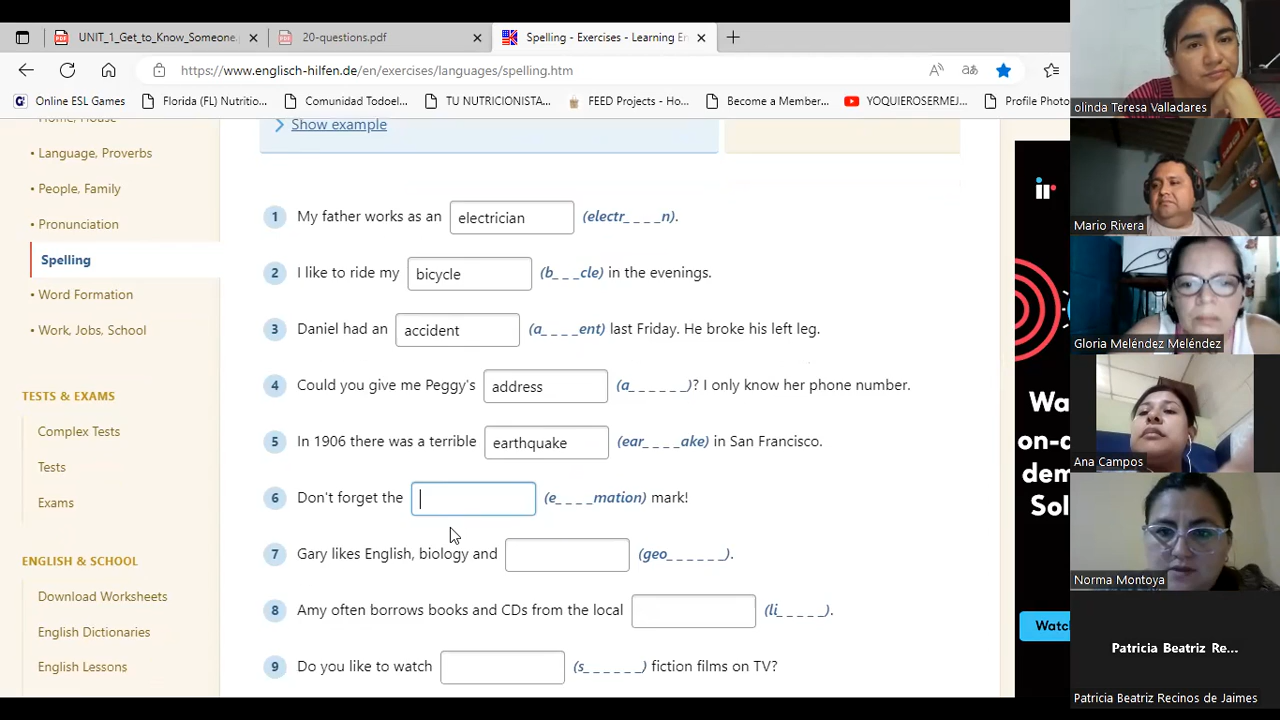 UNIT_1_Get_to_Know_Someone.
20-questions.pdf
Spelling - Exercises - Learning En
https://www.englisch-hilfen.de/en/exercises/languages/spelling.htm
Online ESL Games
Florida (FL) Nutritio...
Comunidad Todoel...
TU NUTRICIONISTA...
FEED Projects - Ho...
Become a Member...
YOQUIEROSERMEJ...
Profile Photo
Home, House
• Language, Proverbs
• People, Family
• Pronunciation
Spelling
• Word Formation
• Work, Jobs, School
TESTS & EXAMS
Complex Tests
Tests
Exams
ENGLISH & SCHOOL
Download Worksheets
English Dictionaries
English Lessons
Show example
1 My father works as an electrician (electr_ _ _ _n).
2 I like to ride my bicycle (b_ _ _cle) in the evenings.
3 Daniel had an accident (a_ _ _ _ent) last Friday. He broke his left leg.
4 Could you give me Peggy's address (a_ _ _ _ _ _)? I only know her phone number.
5 In 1906 there was a terrible earthquake (ear_ _ _ _ake) in San Francisco.
6 Don't forget the (e_ _ _ _mation) mark!
7 Gary likes English, biology and (geo_ _ _ _ _ _).
8 Amy often borrows books and CDs from the local (li_ _ _ _ _).
9 Do you like to watch (s_ _ _ _ _ _) fiction films on TV?
Wa
on-d
dem
Sol
Watc
olinda Teresa Valladares
Mario Rivera
Gloria Meléndez Meléndez
Ana Campos
Norma Montoya
Patricia Beatriz Re...
Patricia Beatriz Recinos de Jaimes